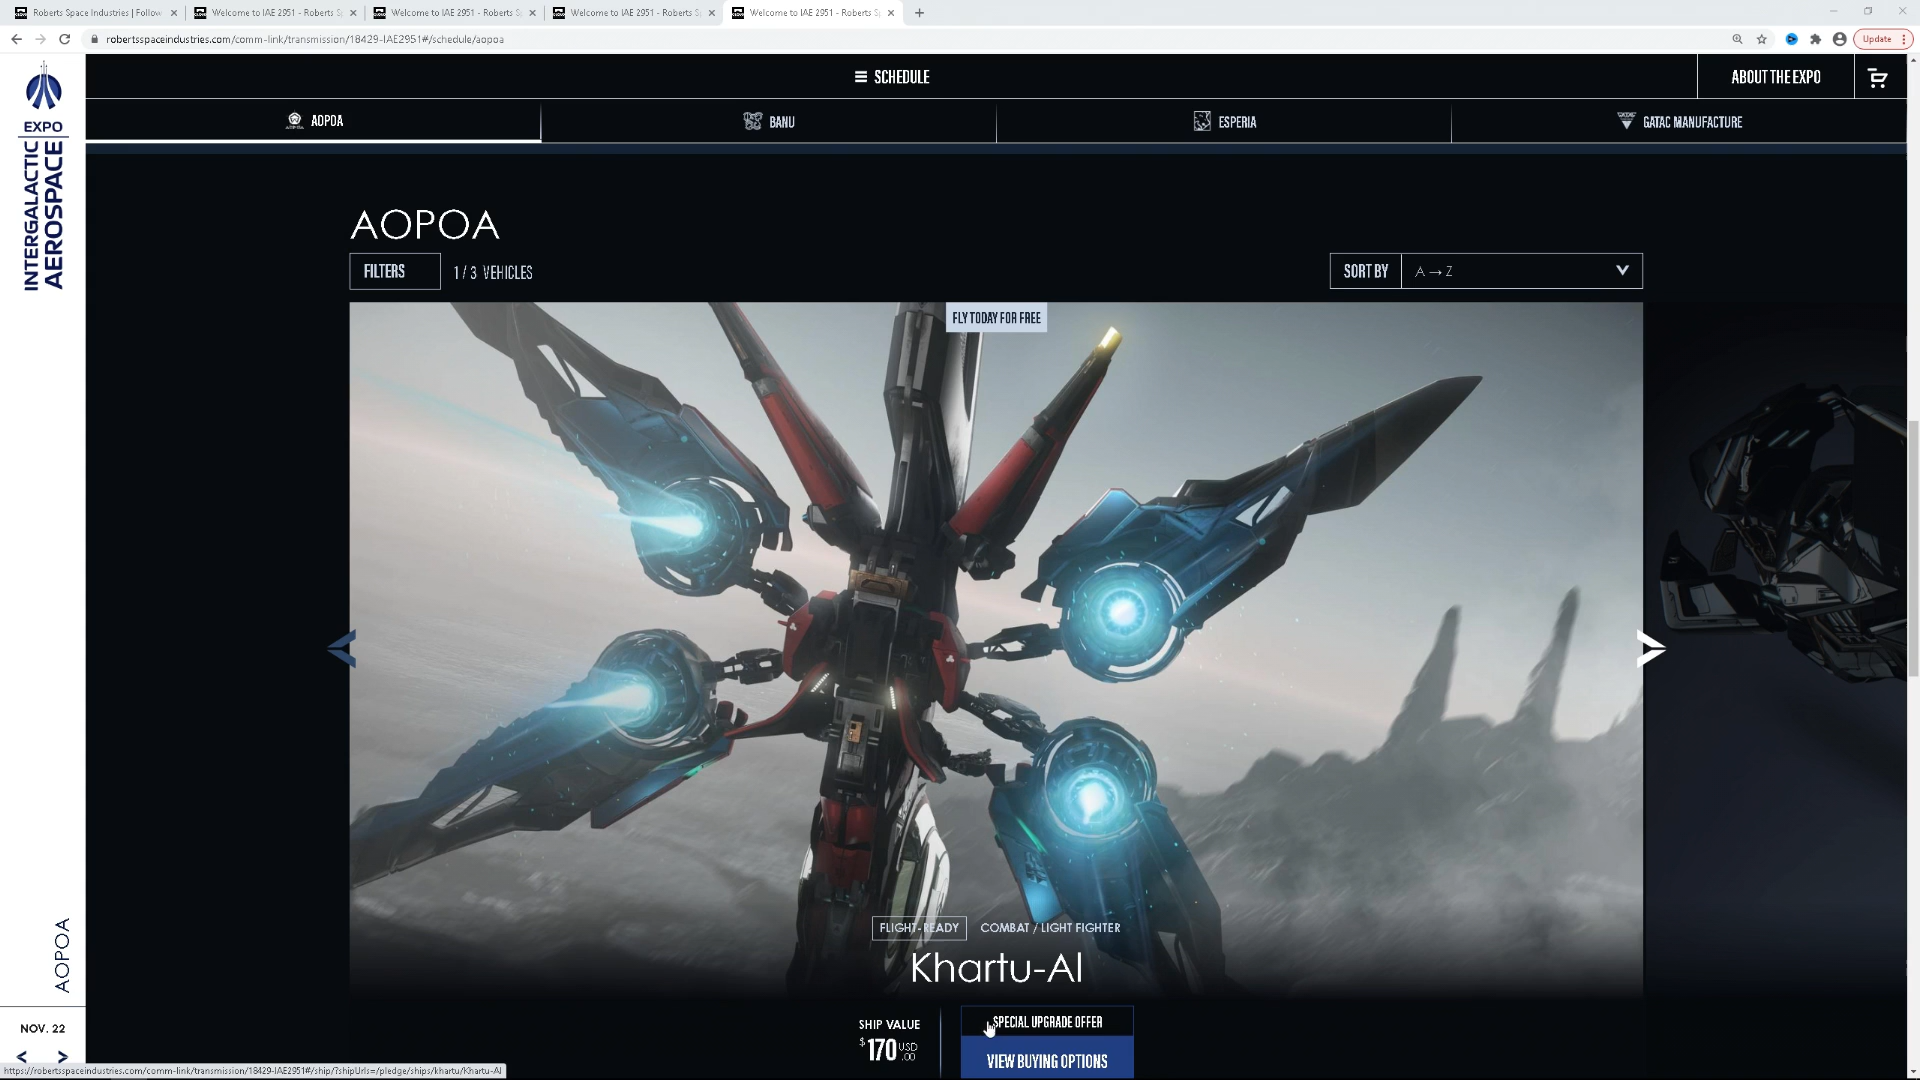 Roberts Space Industries | Follow
Welcome to IAE 2951 - Roberts S
Welcome to IAE 2951 - Roberts S
Welcome to IAE 2951 - Roberts S
Welcome to IAE 2951 - Roberts S
robertsspaceindustries.com/comm-link/transmission/18429-IAE2951#/schedule/aopoa
Update
SCHEDULE
ABOUT THE EXPO
AOPOA
BANU
ESPERIA
GATAC MANUFACTURE
EXPO
INTERGALACTIC
AEROSPACE
AOPOA
FILTERS
1 / 3 VEHICLES
SORT BY
A → Z
FLY TODAY FOR FREE
FLIGHT-READY
COMBAT / LIGHT FIGHTER
Khartu-Al
SHIP VALUE
$170 USD .00
SPECIAL UPGRADE OFFER
VIEW BUYING OPTIONS
AOPOA
NOV. 22
< >
https://robertsspaceindustries.com/comm-link/transmission/18429-IAE2951#/ship/?shipUrls=/pledge/ships/khartu/Khartu-Al